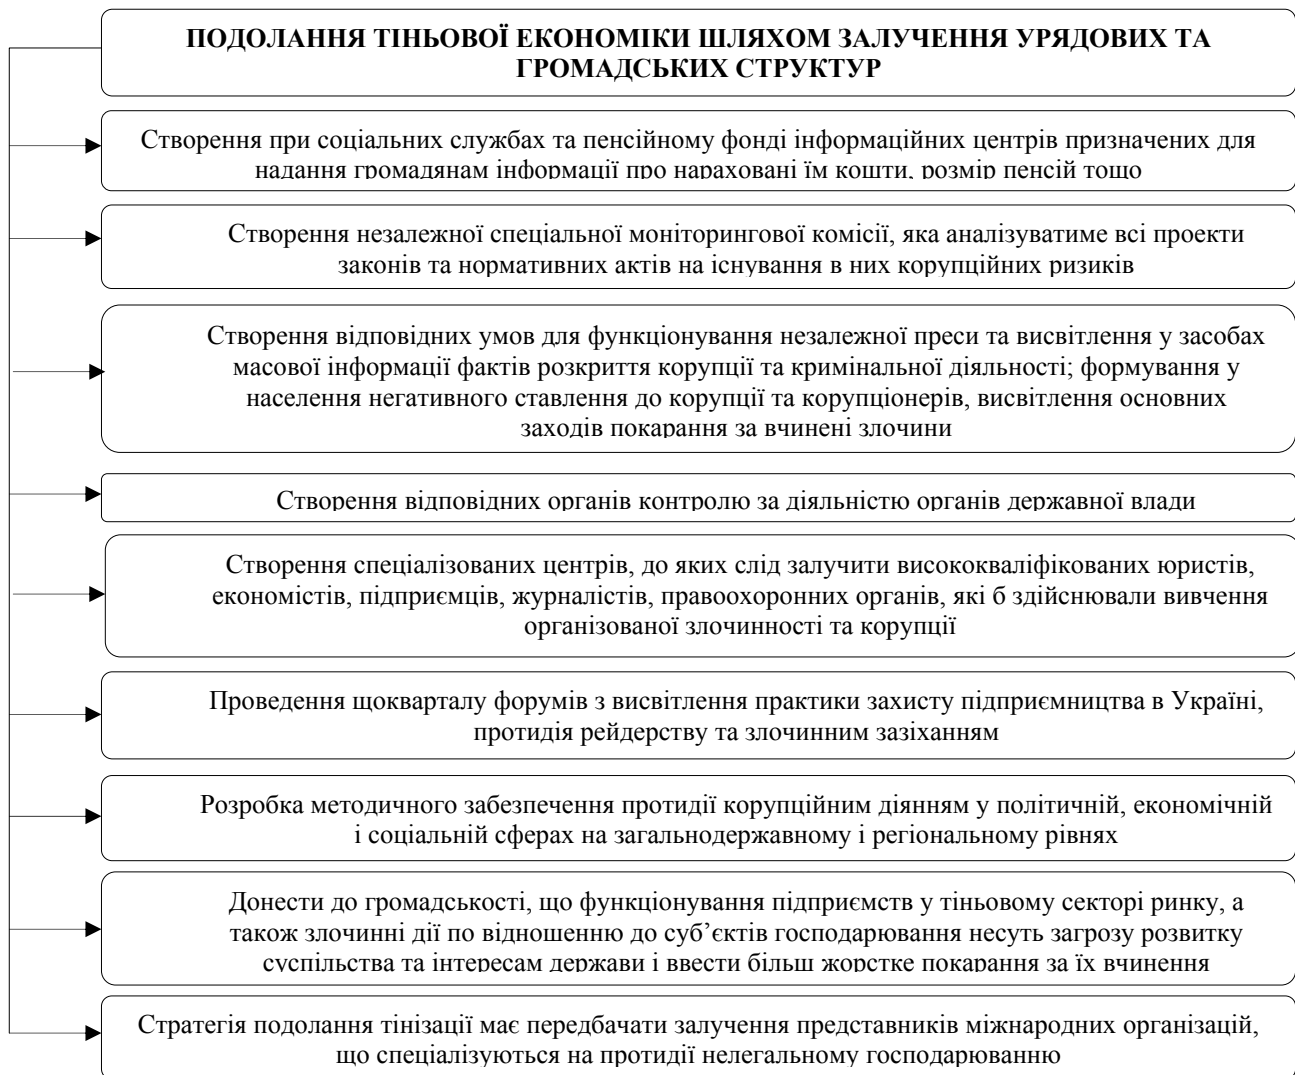 ПОДОЛАННЯ ТІНЬОВОЇ ЕКОНОМІКИ ШЛЯХОМ ЗАЛУЧЕННЯ УРЯДОВИХ ТА
ГРОМАДСЬКИХ СТРУКТУР
Створення при соціальних службах та пенсійному фонді інформаційних центрів призначених для
надання громадянам інформації про нараховані їм кошти, розмір пенсій тощо
Створення незалежної спеціальної моніторингової комісії, яка аналізуватиме всі проекти
законів та нормативних актів на існування в них корупційних ризиків
Створення відповідних умов для функціонування незалежної преси та висвітлення у засобах
масової інформації фактів розкриття корупції та кримінальної діяльності; формування у
населення негативного ставлення до корупції та корупціонерів, висвітлення основних
заходів покарання за вчинені злочини
Створення відповідних органів контролю за діяльністю органів державної влади
Створення спеціалізованих центрів, до яких слід залучити висококваліфікованих юристів,
економістів, підприємців, журналістів, правоохоронних органів, які б здійснювали вивчення
організованої злочинності та корупції
Проведення щокварталу форумів з висвітлення практики захисту підприємництва в Україні,
протидія рейдерству та злочинним зазіханням
Розробка методичного забезпечення протидії корупційним діянням у політичній, економічній
і соціальній сферах на загальнодержавному і регіональному рівнях
Донести до громадськості, що функціонування підприємств у тіньовому секторі ринку, а
також злочинні дії по відношенню до суб’єктів господарювання несуть загрозу розвитку
суспільства та інтересам держави і ввести більш жорстке покарання за їх вчинення
Стратегія подолання тінізації має передбачати залучення представників міжнародних організацій,
що спеціалізуються на протидії нелегальному господарюванню